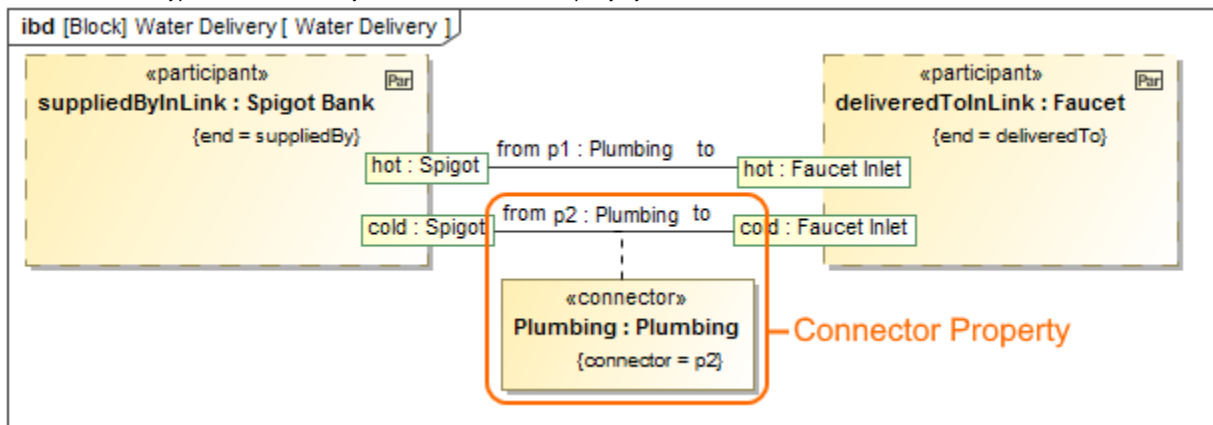 ibd [Block] Water Delivery [ Water Delivery ]
«participant»
Par
suppliedByInLink : Spigot Bank
{end = suppliedBy}
«participant»
Par
deliveredToInLink : Faucet
{end = deliveredTo}
hot : Spigot
from p1 : Plumbing to
hot : Faucet Inlet
cold : Spigot
from p2 : Plumbing to
cold : Faucet Inlet
«connector»
Plumbing : Plumbing
{connector = p2}
Connector Property